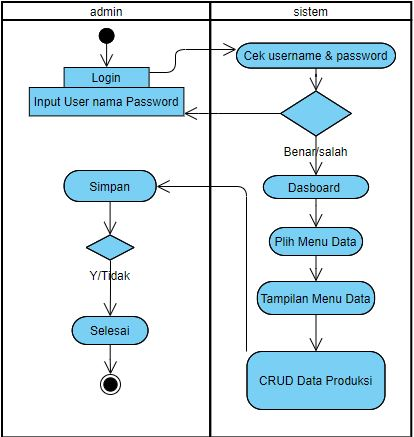 admin
sistem
Login
Input User nama Password
Cek username & password
Benar/salah
Dasboard
Plih Menu Data
Tampilan Menu Data
CRUD Data Produksi
Simpan
Y/Tidak
Selesai